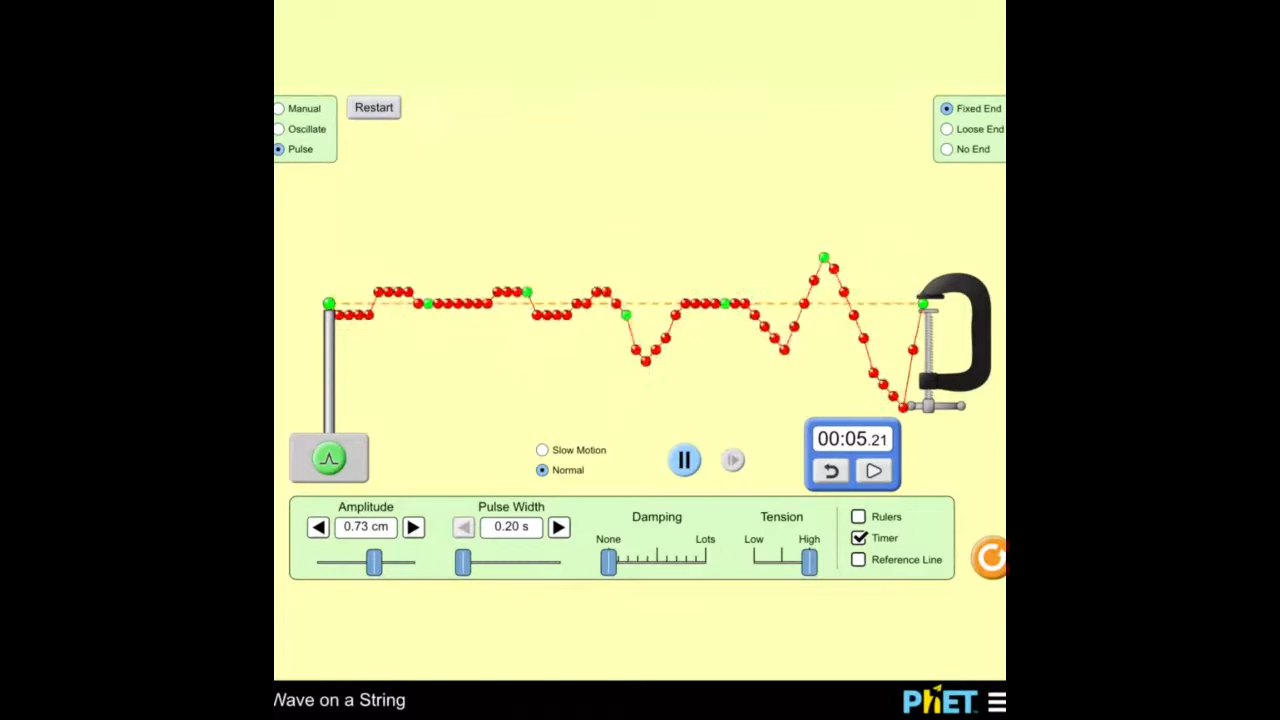 Manual
Restart
Fixed End
Oscillate
Loose End
Pulse
No End
00:05.21
Slow Motion
Normal
Amplitude
Pulse Width
0.73 cm
0.20 s
Damping
None
Lots
Tension
Low
High
Rulers
Timer
Reference Line
Wave on a String
PhET